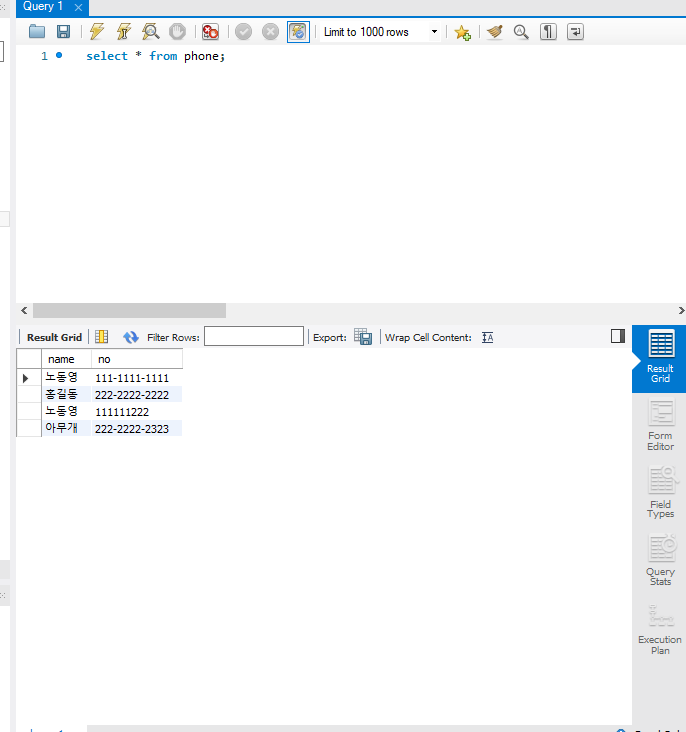 Query 1
Limit to 1000 rows
1 select * from phone;
Result Grid Filter Rows: Export: Wrap Cell Content:
name no
노동영 111-1111-1111
홍길동 222-2222-2222
노동영 111111222
아무개 222-2222-2323
Result
Grid
Form
Editor
Field
Types
Query
Stats
Execution
Plan